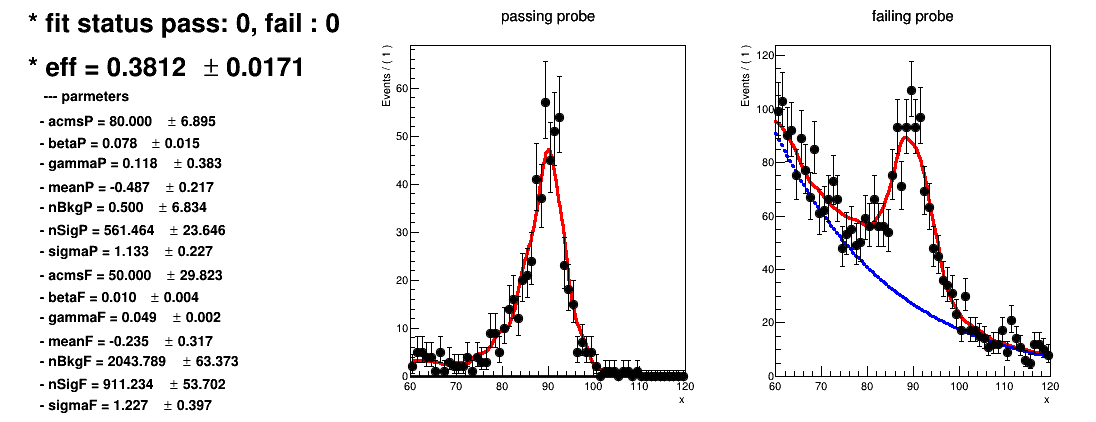 * fit status pass: 0, fail : 0
* eff = 0.3812 ± 0.0171
--- parmeters
- acmsP = 80.000 ± 6.895
- betaP = 0.078 ± 0.015
- gammaP = 0.118 ± 0.383
- meanP = -0.487 ± 0.217
- nBkgP = 0.500 ± 6.834
- nSigP = 561.464 ± 23.646
- sigmaP = 1.133 ± 0.227
- acmsF = 50.000 ± 29.823
- betaF = 0.010 ± 0.004
- gammaF = 0.049 ± 0.002
- meanF = -0.235 ± 0.317
- nBkgF = 2043.789 ± 63.373
- nSigF = 911.234 ± 53.702
- sigmaF = 1.227 ± 0.397
passing probe
Events / ( 1 )
60
50
40
30
20
10
0
60 70 80 90 100 110 120
x
failing probe
Events / ( 1 )
120
100
80
60
40
20
0
60 70 80 90 100 110 120
x